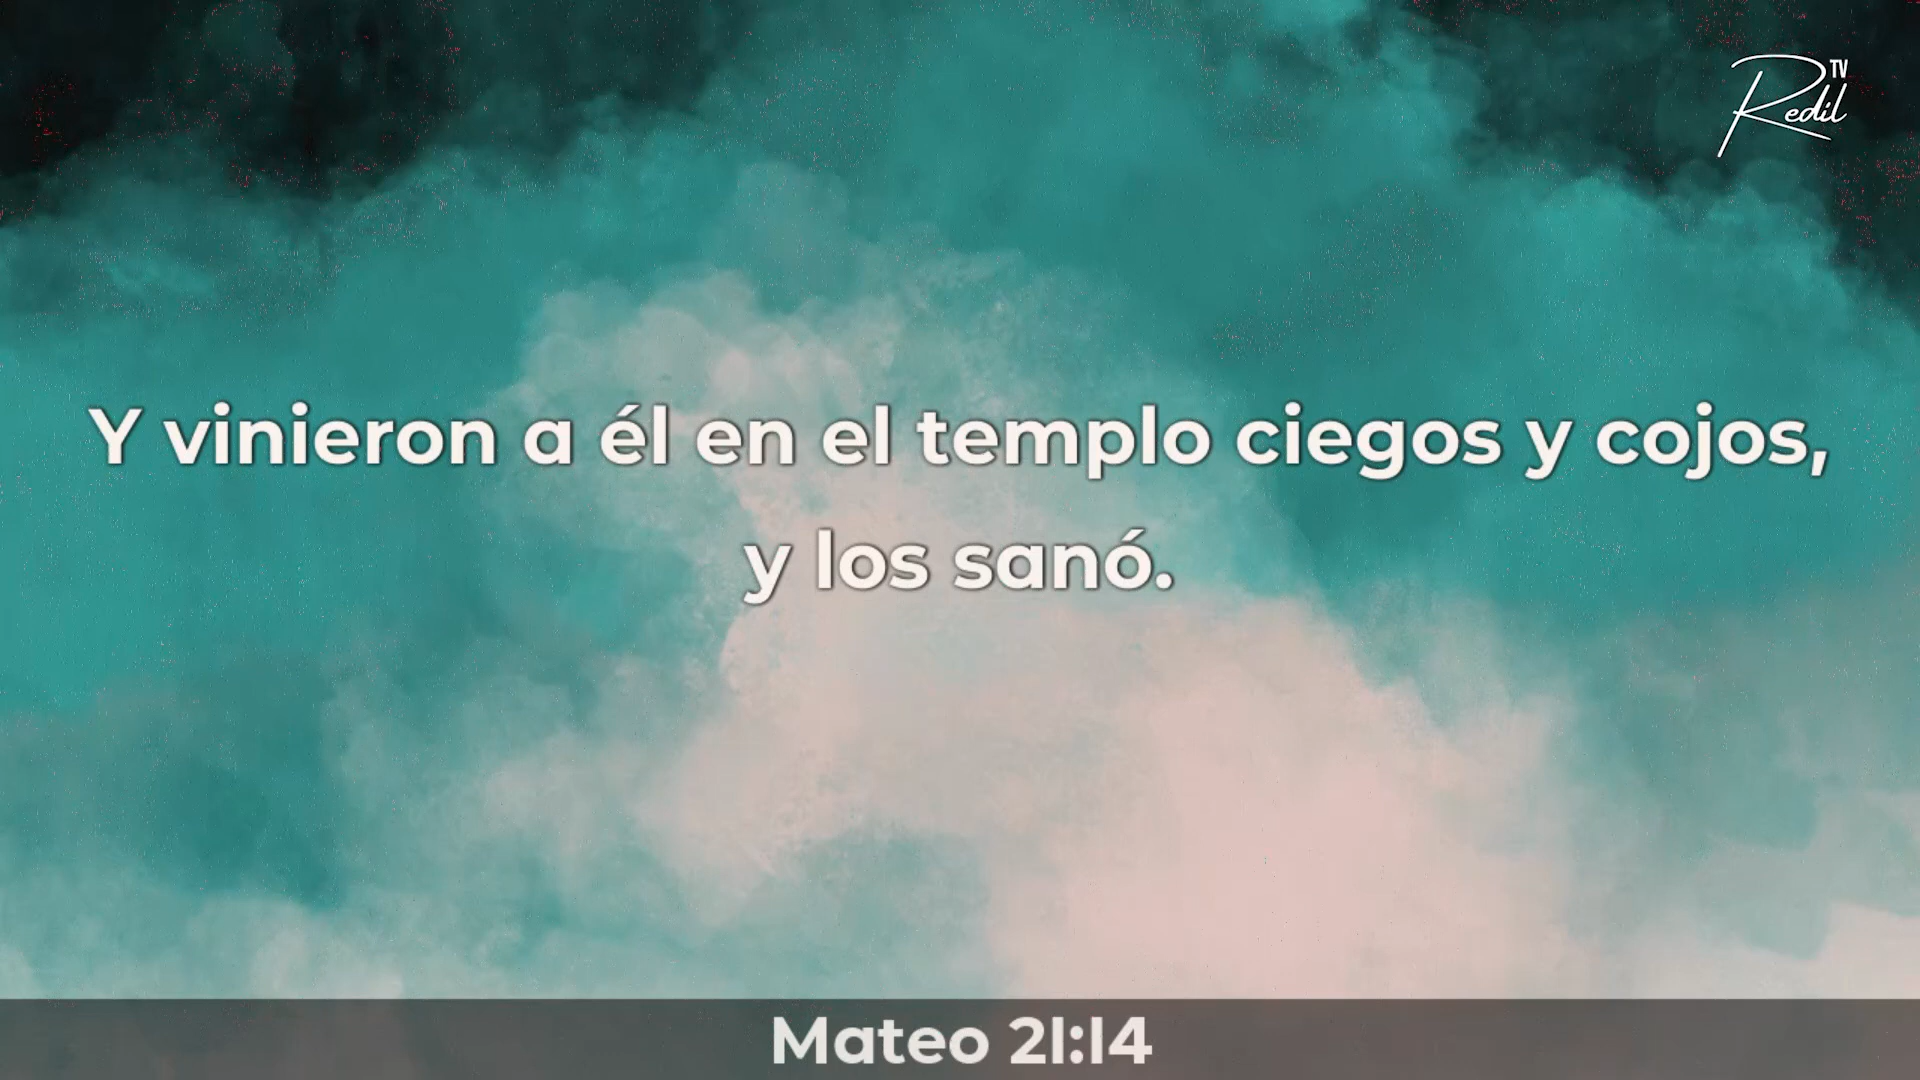 TV
Redil
Y vinieron a él en el templo ciegos y cojos,
y los sanó.
Mateo 21:14